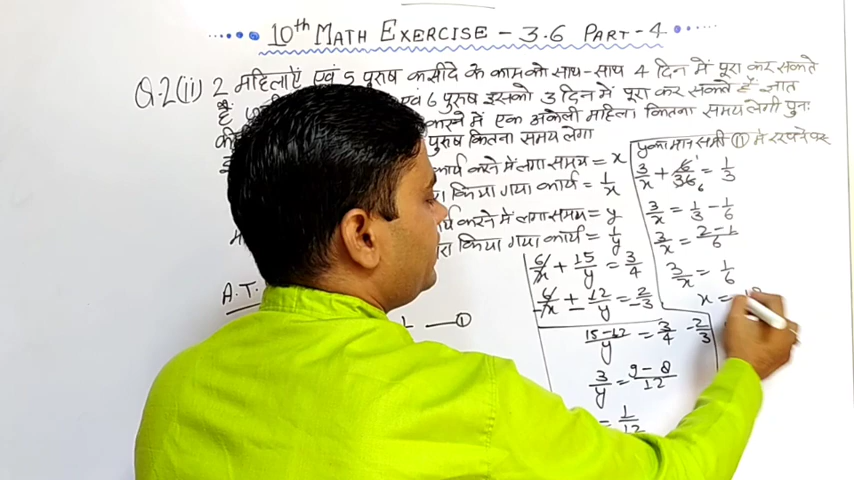 10th MATH EXERCISE - 3.6 PART - 4
Q.2(ii) 2 महिलाऐं एवं 5 पुरुष कसीदे के काम को साथ-साथ 4 दिन में पूरा कर सकते
हैं एवं 6 पुरुष इसको 3 दिन में पूरा कर सकते हैं ज्ञात
करने में एक अकेली महिला कितना समय लेगी पुनः
पुरुष कितना समय लेगा
कार्य करने में लगा समय = x
किया गया कार्य = 1/x
कार्य करने में लगा समय = y
किया गया कार्य = 1/y
A.T.
—①
6/x + 15/y = 3/4
6/x + 12/y = 2/3
- -
15-12/y = 3/4 - 2/3
3/y = 9-8/12
= 1/12
y का मान समी ① में रखने पर
3/x + 6/36 = 1/3
3/x = 1/3 - 1/6
3/x = 2-1/6
3/x = 1/6
x =